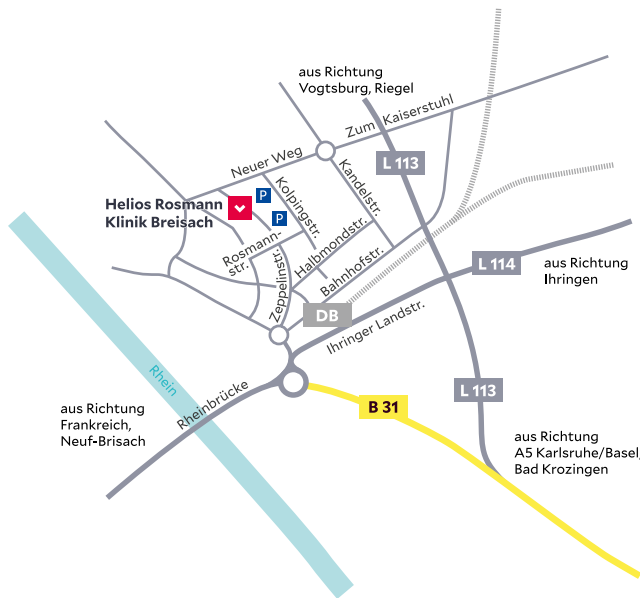 aus Richtung
Vogtsburg, Riegel
Zum Kaiserstuhl
Neuer Weg
L 113
Kandelstr.
Kolpingstr.
P
P
Helios Rosmann
Klinik Breisach
Rosmann-
str.
Halbmondstr.
Zeppelinstr.
Bahnhofstr.
L 114
aus Richtung
Ihringen
DB
Ihringer Landstr.
Rhein
Rheinbrücke
B 31
L 113
aus Richtung
Frankreich,
Neuf-Brisach
aus Richtung
A5 Karlsruhe/Basel,
Bad Krozingen